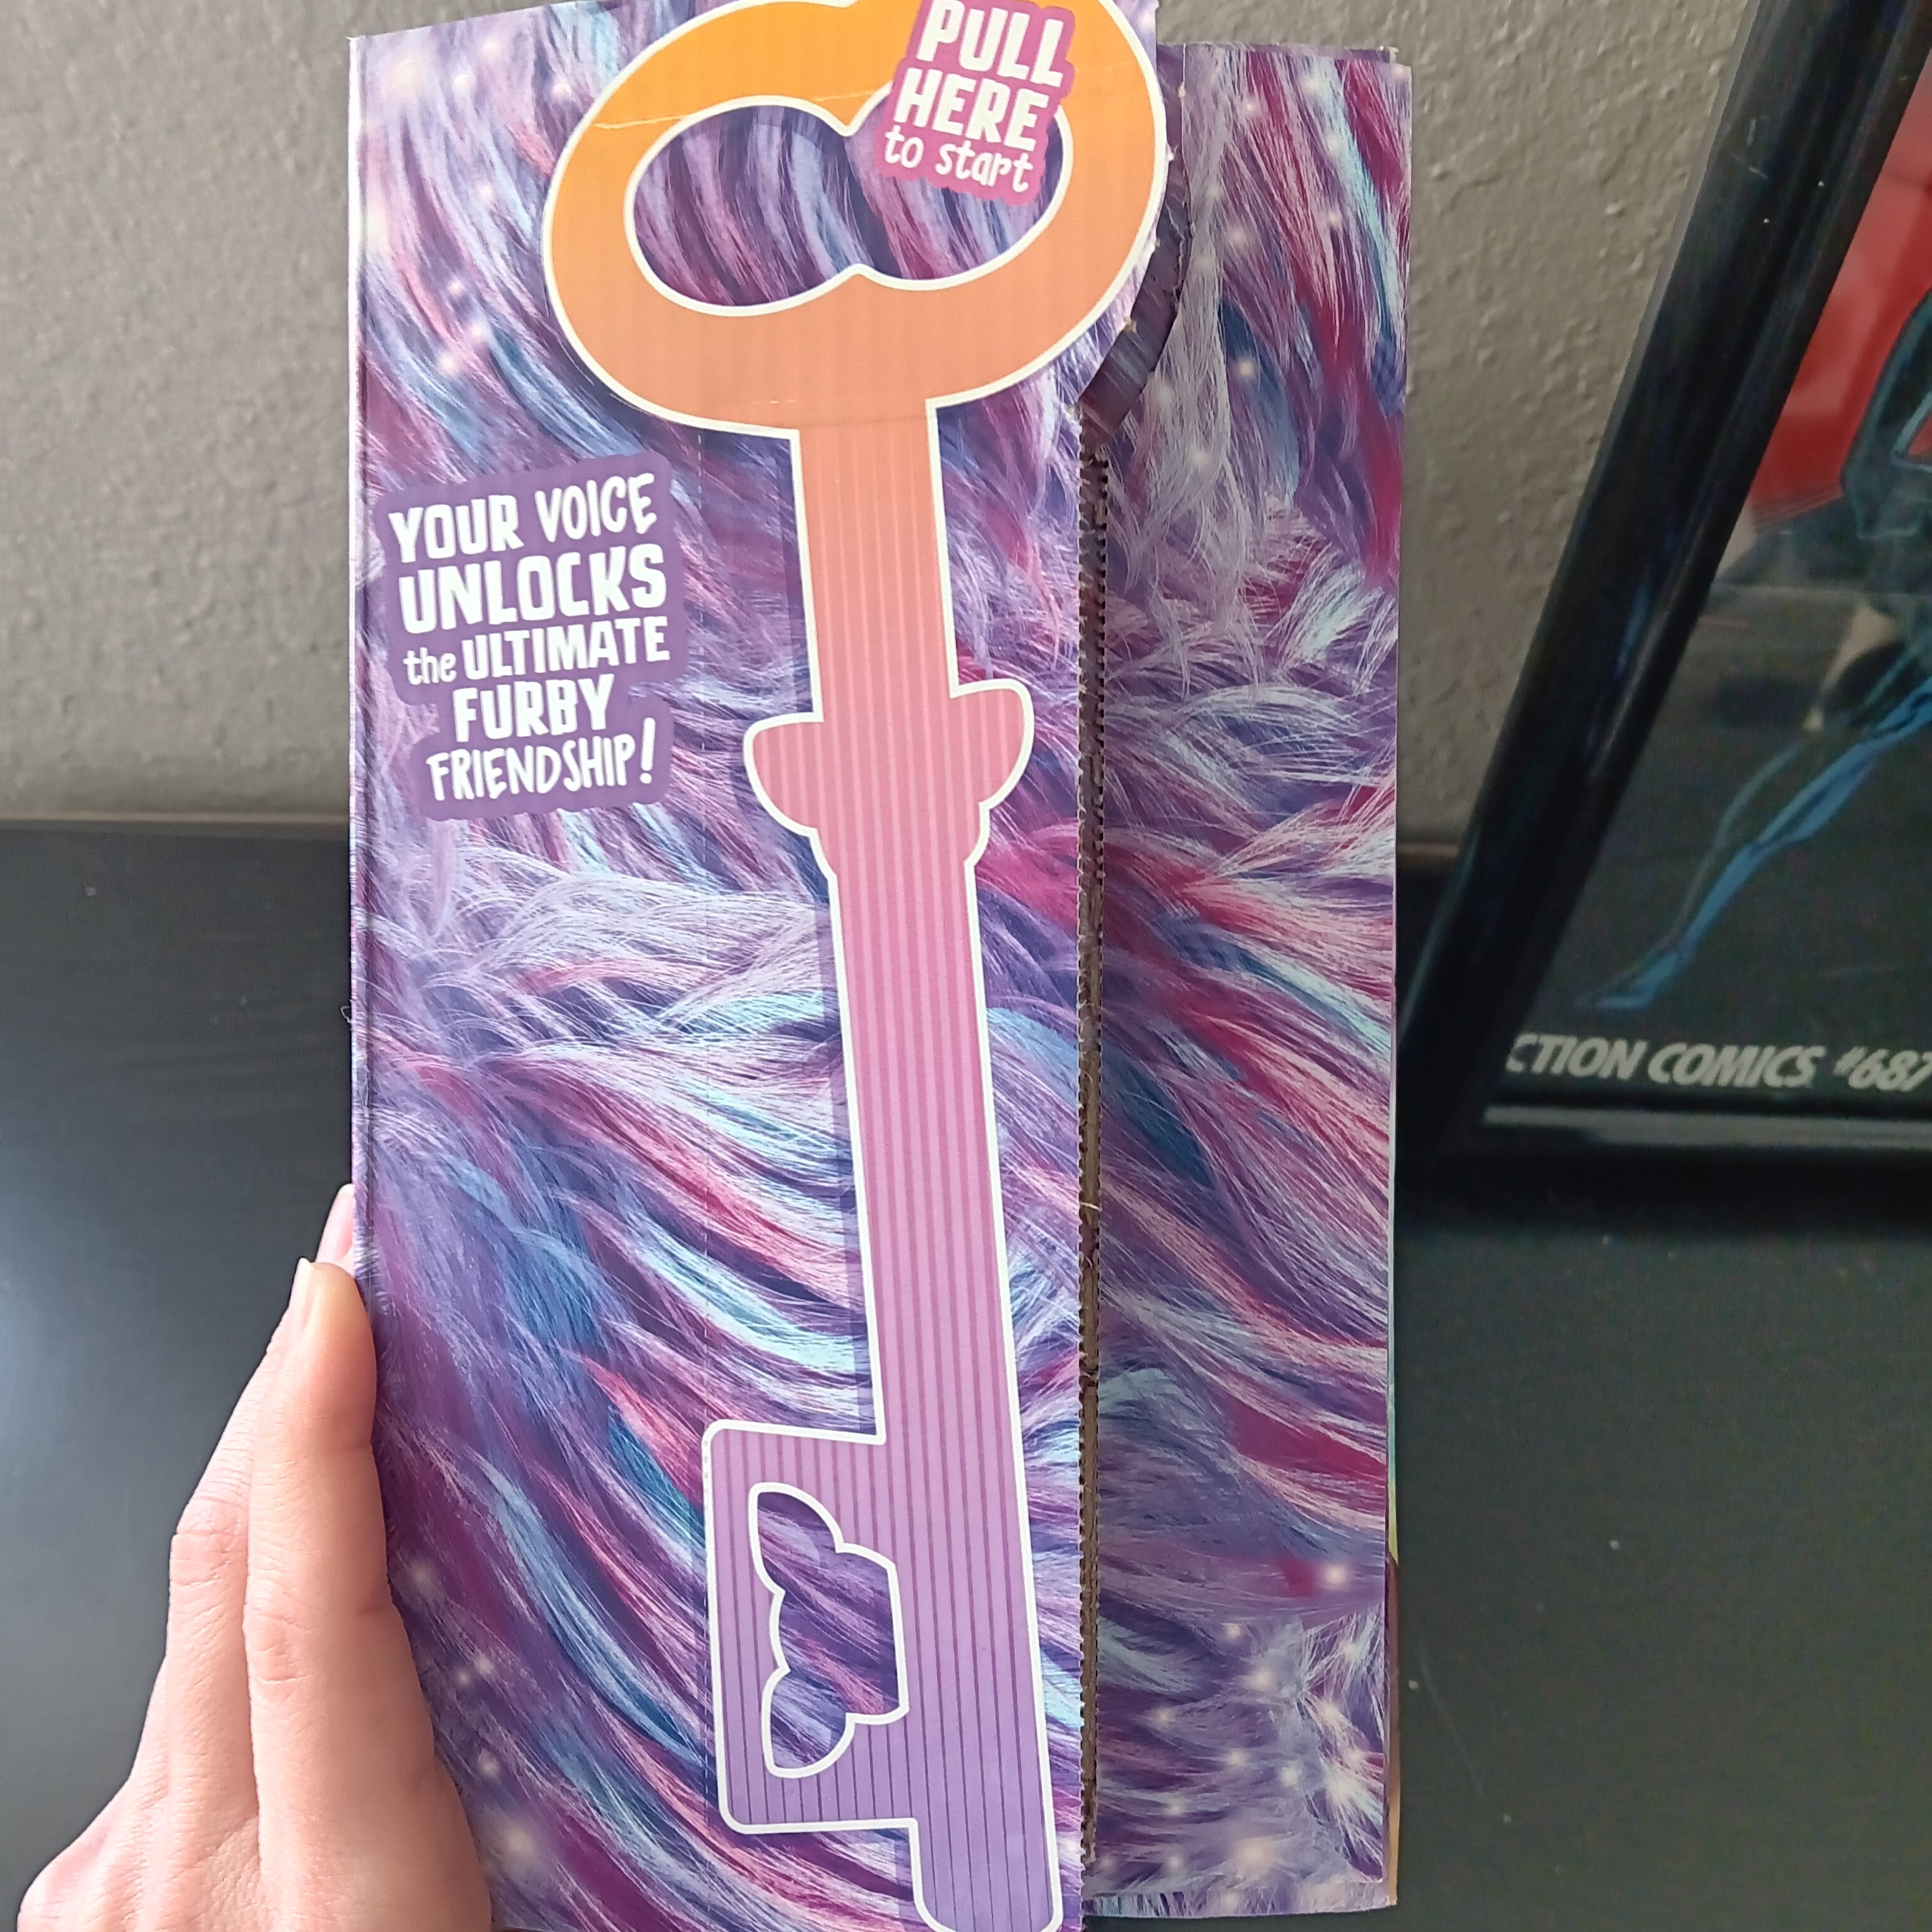 PULL
HERE
to start
YOUR VOICE
UNLOCKS
the ULTIMATE
FURBY
FRIENDSHIP!
CTION COMICS #687